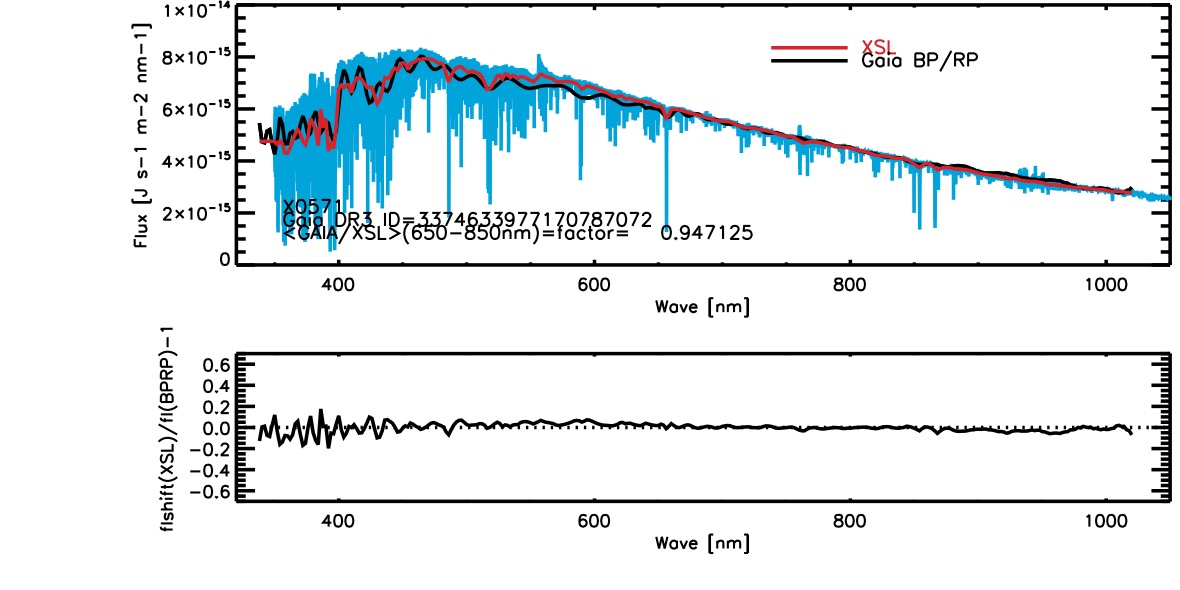 1×10−14
8×10−15
6×10−15
4×10−15
2×10−15
0
Flux [J s−1 m−2 nm−1]
XSL
Gaia BP/RP
X0571
Gaia DR3 ID=3374633977170787072
<GAIA/XSL>(650−850nm)=factor= 0.947125
400 600 800 1000
Wave [nm]
0.6
0.4
0.2
0.0
−0.2
−0.4
−0.6
flshift(XSL)/fl(BPRP)−1
400 600 800 1000
Wave [nm]